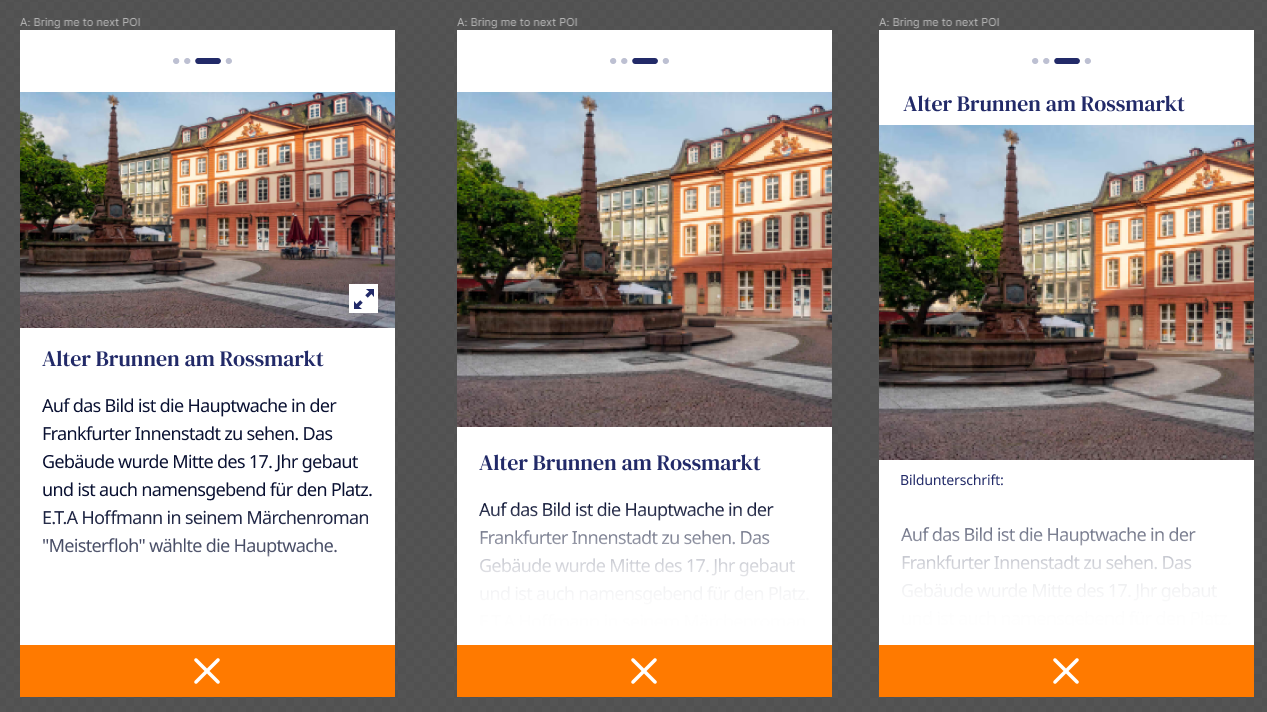 A: Bring me to next POI
Alter Brunnen am Rossmarkt
Auf das Bild ist die Hauptwache in der
Frankfurter Innenstadt zu sehen. Das
Gebäude wurde Mitte des 17. Jhr gebaut
und ist auch namensgebend für den Platz.
E.T.A Hoffmann in seinem Märchenroman
"Meisterfloh" wählte die Hauptwache.
A: Bring me to next POI
Alter Brunnen am Rossmarkt
Auf das Bild ist die Hauptwache in der
Frankfurter Innenstadt zu sehen. Das
Gebäude wurde Mitte des 17. Jhr gebaut
und ist auch namensgebend für den Platz.
A: Bring me to next POI
Alter Brunnen am Rossmarkt
Bildunterschrift:
Auf das Bild ist die Hauptwache in der
Frankfurter Innenstadt zu sehen. Das
Gebäude wurde Mitte des 17. Jhr gebaut